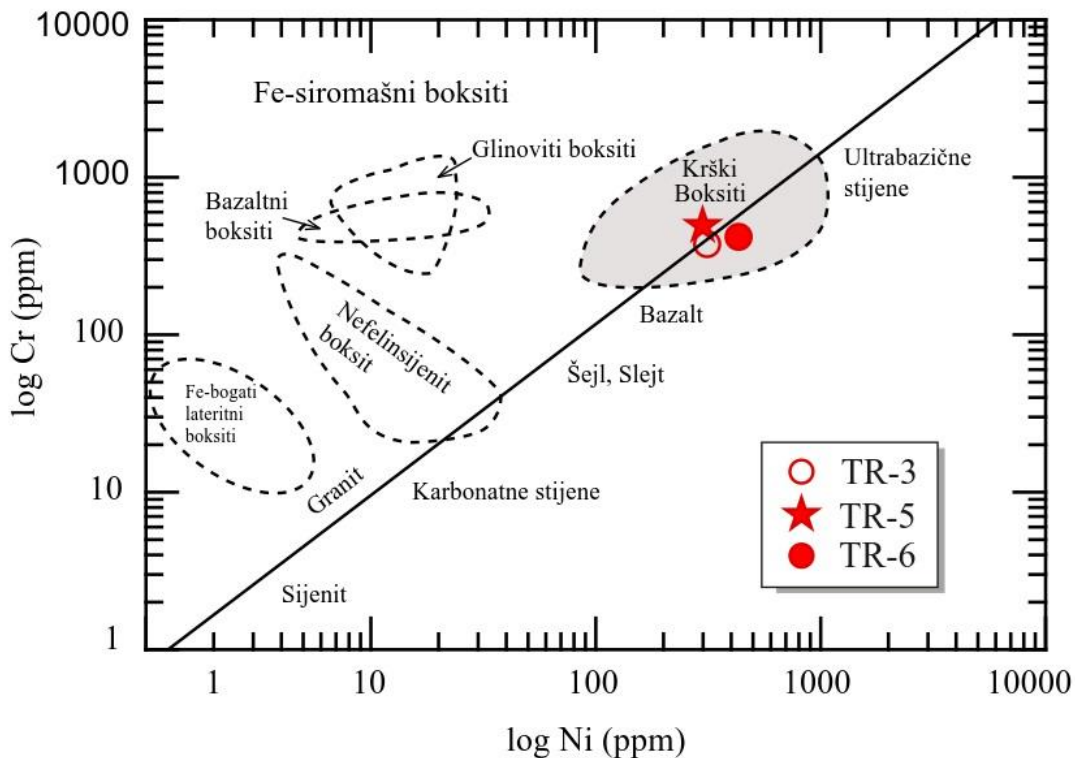 10000
1000
100
10
1
log Cr (ppm)
Fe-siromašni boksiti
Glinoviti boksiti
Bazaltni
boksiti
Krški
Boksiti
Ultrabazične
stijene
Bazalt
Nefelinsijenit
boksit
Šejl, Slejt
Fe-bogati
lateritni
boksiti
Granit
Karbonatne stijene
Sijenit
TR-3
TR-5
TR-6
1 10 100 1000 10000
log Ni (ppm)